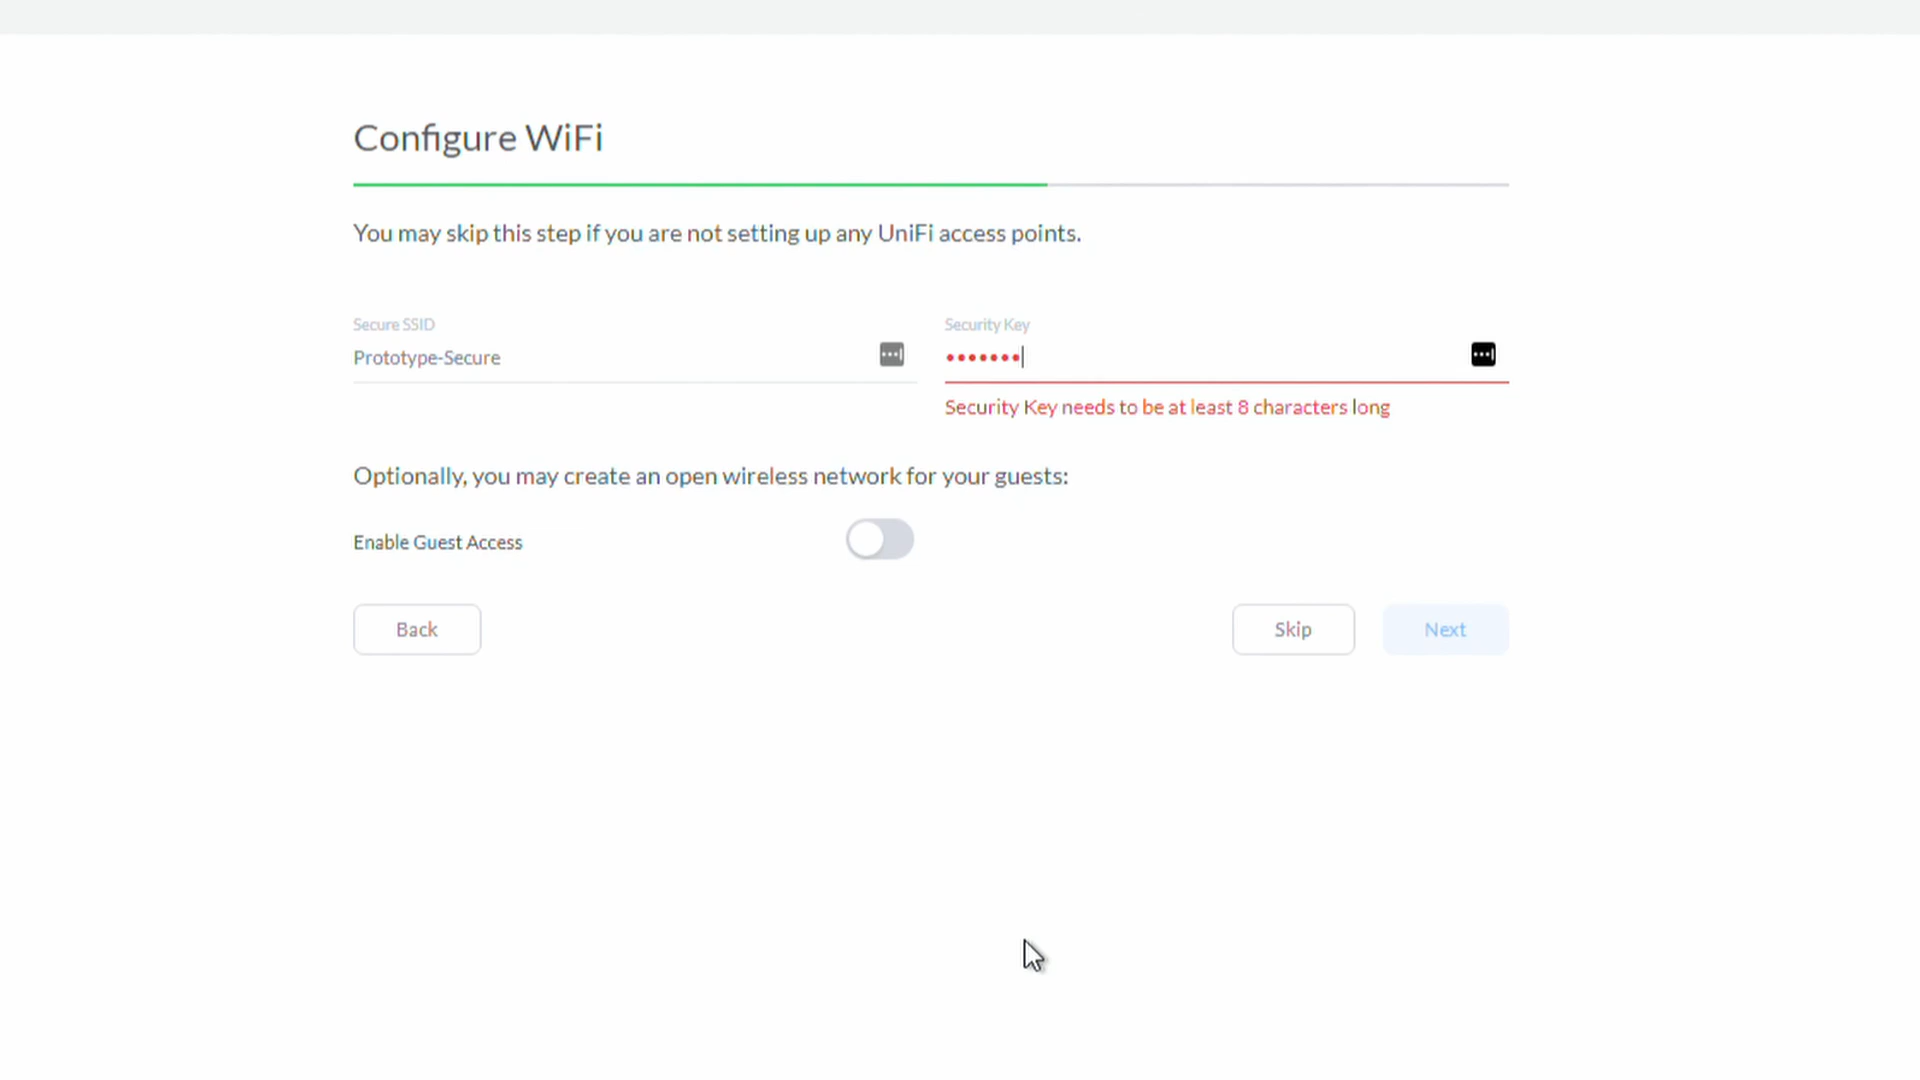 Configure WiFi
You may skip this step if you are not setting up any UniFi access points.
Secure SSID
Security Key
Prototype-Secure
•••••••
Security Key needs to be at least 8 characters long
Optionally, you may create an open wireless network for your guests:
Enable Guest Access
Back
Skip
Next